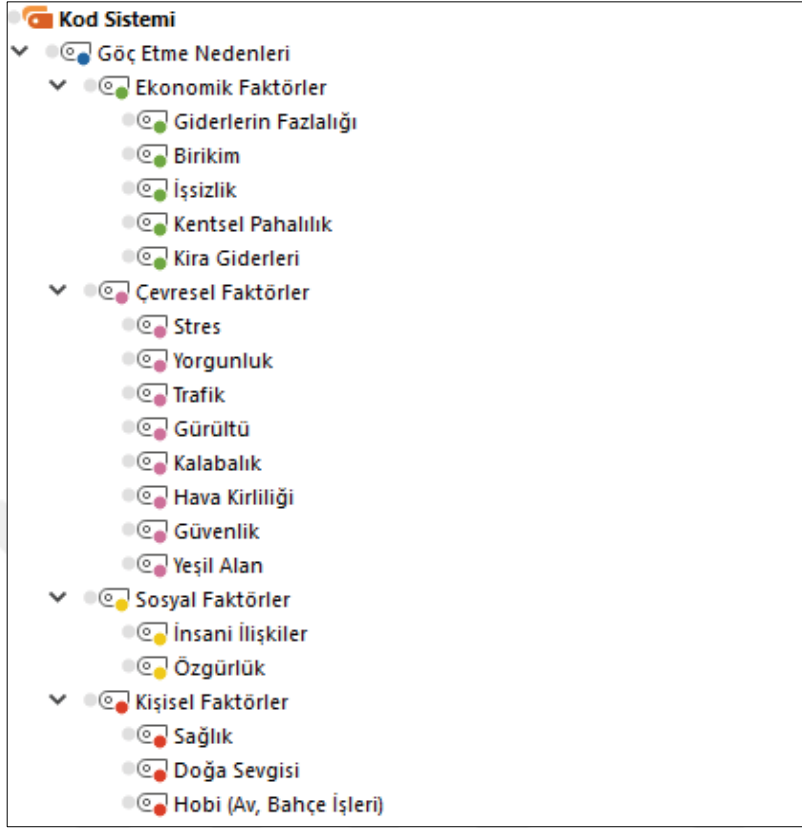 Kod Sistemi
Göç Etme Nedenleri
Ekonomik Faktörler
Giderlerin Fazlalığı
Birikim
İşsizlik
Kentsel Pahalılık
Kira Giderleri
Çevresel Faktörler
Stres
Yorgunluk
Trafik
Gürültü
Kalabalık
Hava Kirliliği
Güvenlik
Yeşil Alan
Sosyal Faktörler
İnsani İlişkiler
Özgürlük
Kişisel Faktörler
Sağlık
Doğa Sevgisi
Hobi (Av, Bahçe İşleri)